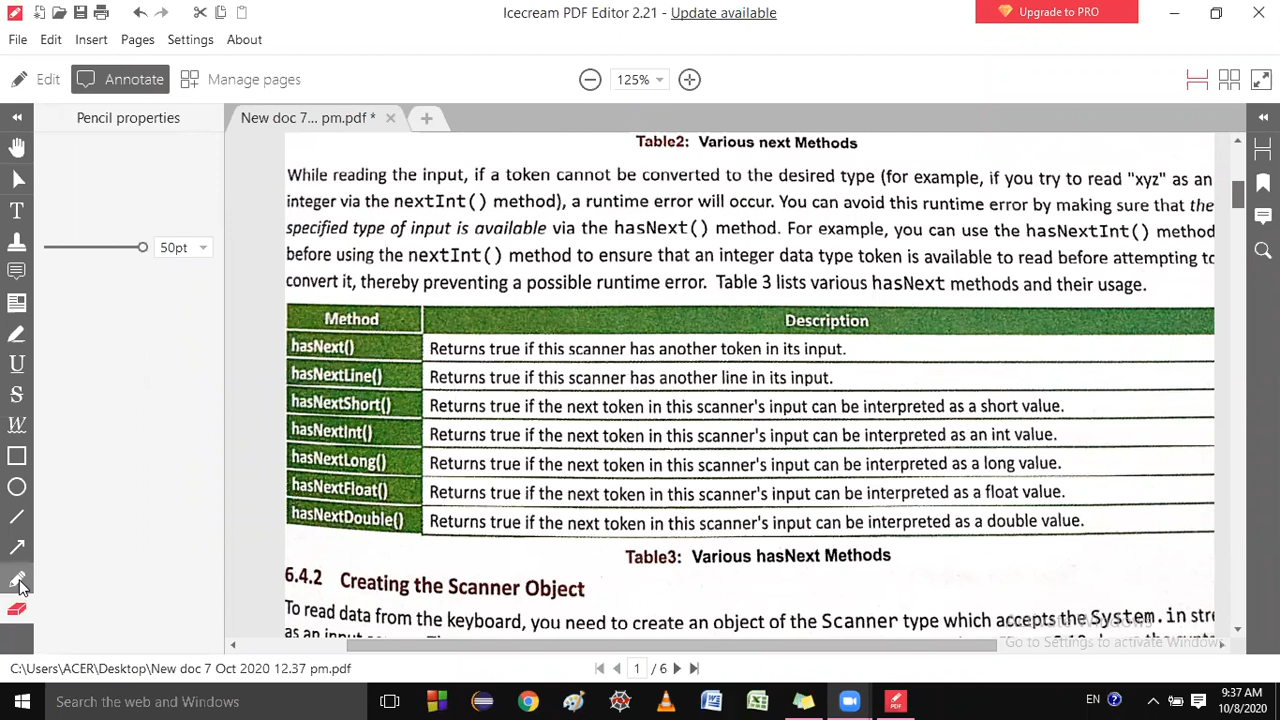 Icecream PDF Editor 2.21 - Update available
Upgrade to PRO
File Edit Insert Pages Settings About
Edit Annotate Manage pages
125%
Pencil properties
New doc 7... pm.pdf *
50pt
Table2: Various next Methods
While reading the input, if a token cannot be converted to the desired type (for example, if you try to read "xyz" as an
integer via the nextInt() method), a runtime error will occur. You can avoid this runtime error by making sure that the
specified type of input is available via the hasNext() method. For example, you can use the hasNextInt() method
before using the nextInt() method to ensure that an integer data type token is available to read before attempting to
convert it, thereby preventing a possible runtime error. Table 3 lists various hasNext methods and their usage.
Method Description
hasNext() Returns true if this scanner has another token in its input.
hasNextLine() Returns true if this scanner has another line in its input.
hasNextShort() Returns true if the next token in this scanner's input can be interpreted as a short value.
hasNextInt() Returns true if the next token in this scanner's input can be interpreted as an int value.
hasNextLong() Returns true if the next token in this scanner's input can be interpreted as a long value.
hasNextFloat() Returns true if the next token in this scanner's input can be interpreted as a float value.
hasNextDouble() Returns true if the next token in this scanner's input can be interpreted as a double value.
Table3: Various hasNext Methods
6.4.2 Creating the Scanner Object
To read data from the keyboard, you need to create an object of the Scanner type which accepts the System.in stre
as an input
Activate Windows
Go to Settings to activate Windows.
C:\Users\ACER\Desktop\New doc 7 Oct 2020 12.37 pm.pdf
1 / 6
Search the web and Windows
EN
9:37 AM
10/8/2020